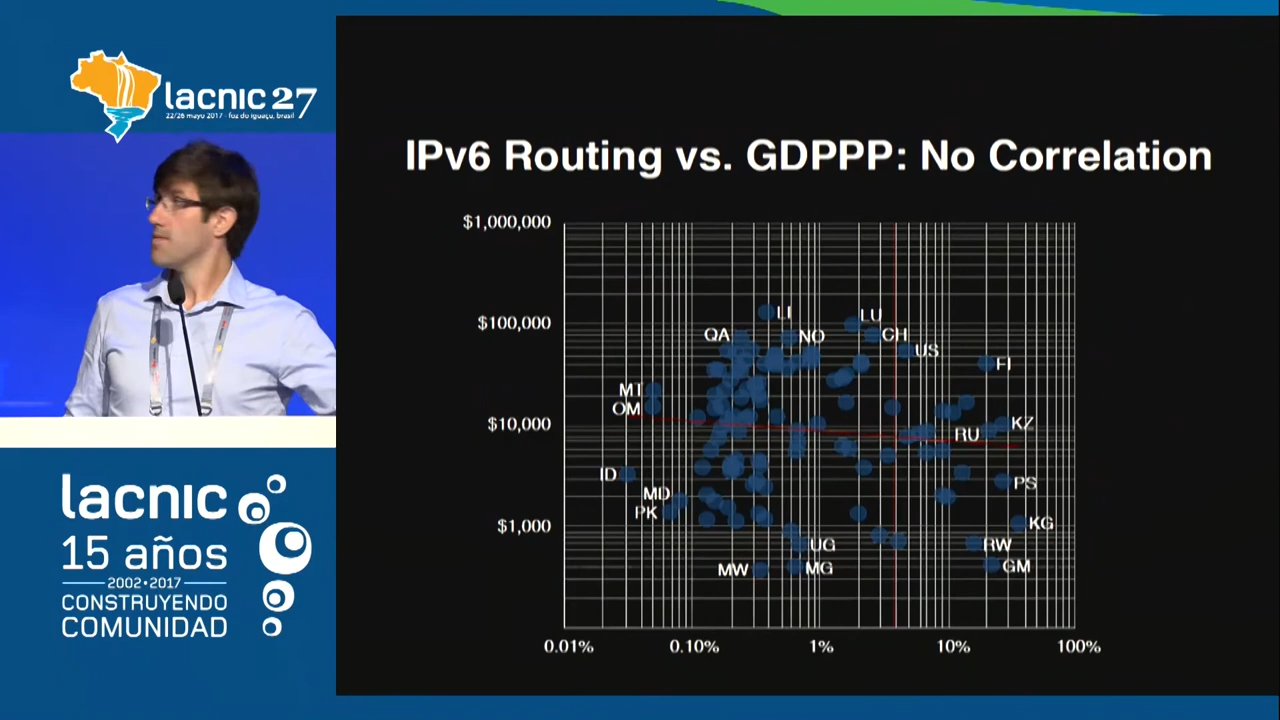 lacnic 27
22/26 mayo 2017 - foz do iguaçu, brasil
IPv6 Routing vs. GDPPP: No Correlation
$1,000,000
$100,000
$10,000
$1,000
LI
LU
QA
NO
CH
US
FI
MT
OM
KZ
RU
ID
PS
MD
PK
KG
UG
RW
MW
MG
GM
0.01%
0.10%
1%
10%
100%
lacnic
15 años
2002•2017
CONSTRUYENDO
COMUNIDAD